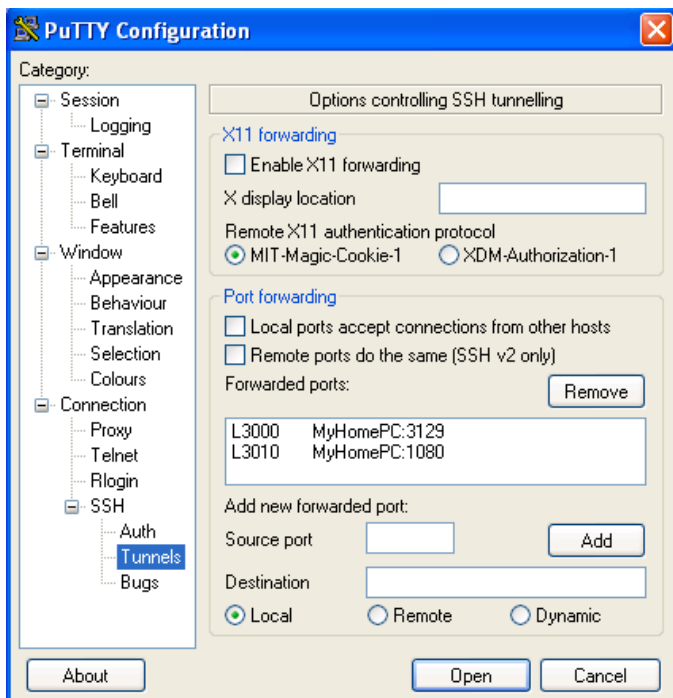 PuTTY Configuration
Category:
Session
Logging
Terminal
Keyboard
Bell
Features
Window
Appearance
Behaviour
Translation
Selection
Colours
Connection
Proxy
Telnet
Rlogin
SSH
Auth
Tunnels
Bugs
Options controlling SSH tunnelling
X11 forwarding
Enable X11 forwarding
X display location
Remote X11 authentication protocol
MIT-Magic-Cookie-1 XDM-Authorization-1
Port forwarding
Local ports accept connections from other hosts
Remote ports do the same (SSH v2 only)
Forwarded ports: Remove
L3000 MyHomePC:3129
L3010 MyHomePC:1080
Add new forwarded port:
Source port Add
Destination
Local Remote Dynamic
About Open Cancel